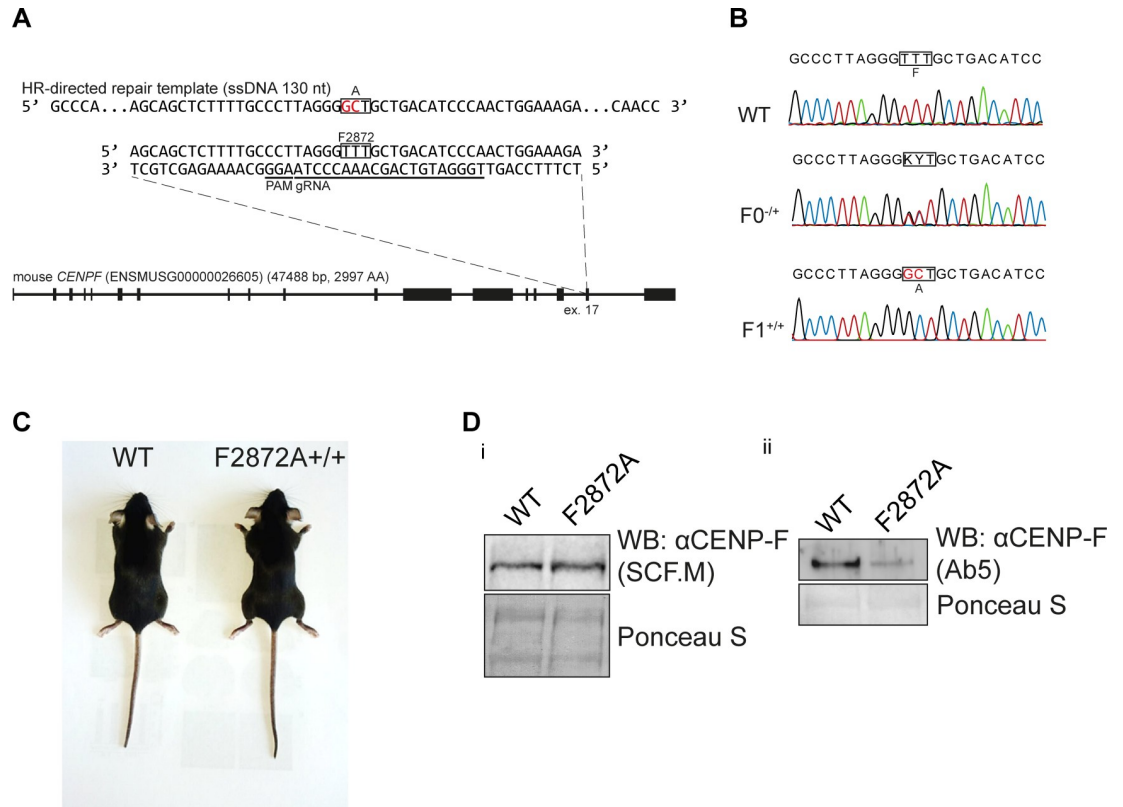 A
HR-directed repair template (ssDNA 130 nt)
A
5’ GCCCA...AGCAGCTCTTTTGCCCTTAGGGGCTGCTGACATCCCAACTGGAAAGA...CAACC 3’
F2872
5’ AGCAGCTCTTTTGCCCTTAGGGTTTGCTGACATCCCAACTGGAAAGA 3’
3’ TCGTCGAGAAAACGGGAATCCCAAACGACTGTAGGGTTGACCTTTCT 5’
PAM gRNA
mouse CENPF (ENSMUSG00000026605) (47488 bp, 2997 AA)
ex. 17
B
GCCCTTAGGGTTTGCTGACATCC
F
WT
GCCCTTAGGGKYTGCTGACATCC
F0-/+
GCCCTTAGGGGCTGCTGACATCC
A
F1+/+
C
WT F2872A+/+
D
i
WT F2872A
WB: αCENP-F
(SCF.M)
Ponceau S
ii
WT F2872A
WB: αCENP-F
(Ab5)
Ponceau S